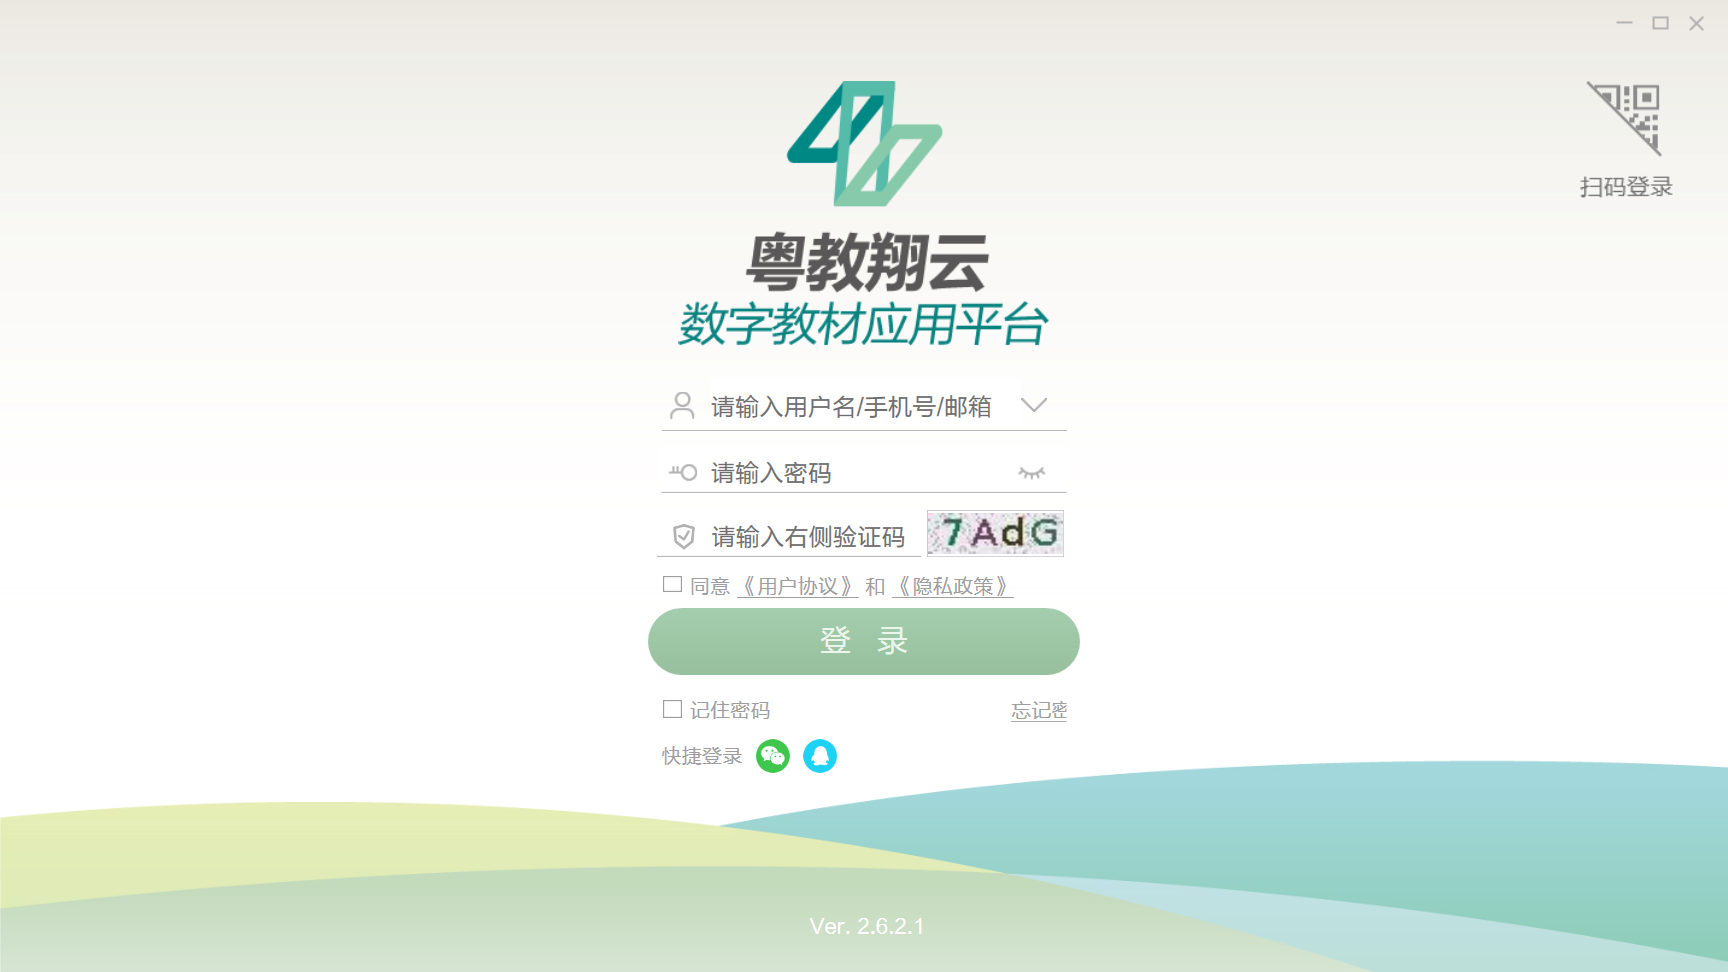 扫码登录
粤教翔云
数字教材应用平台
请输入用户名/手机号/邮箱
请输入密码
请输入右侧验证码 7AdG
同意《用户协议》和《隐私政策》
登 录
记住密码 忘记密
快捷登录
Ver. 2.6.2.1